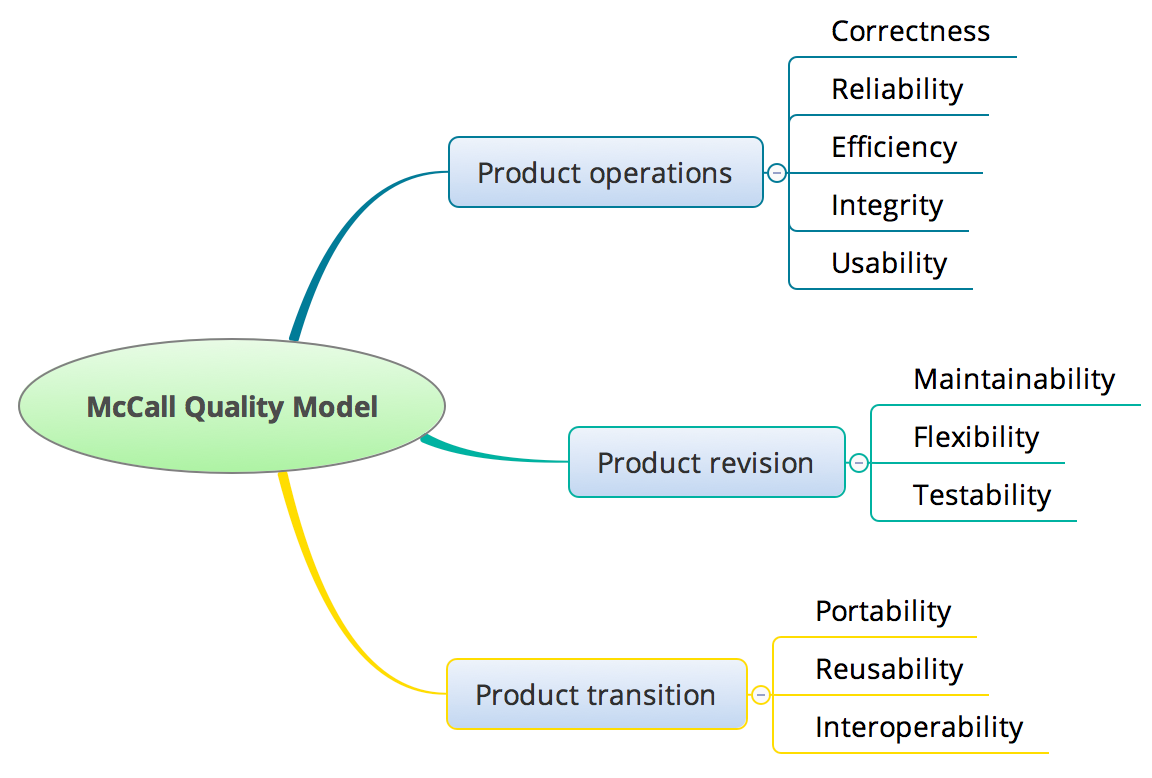 McCall Quality Model
Product operations
Correctness
Reliability
Efficiency
Integrity
Usability
Product revision
Maintainability
Flexibility
Testability
Product transition
Portability
Reusability
Interoperability